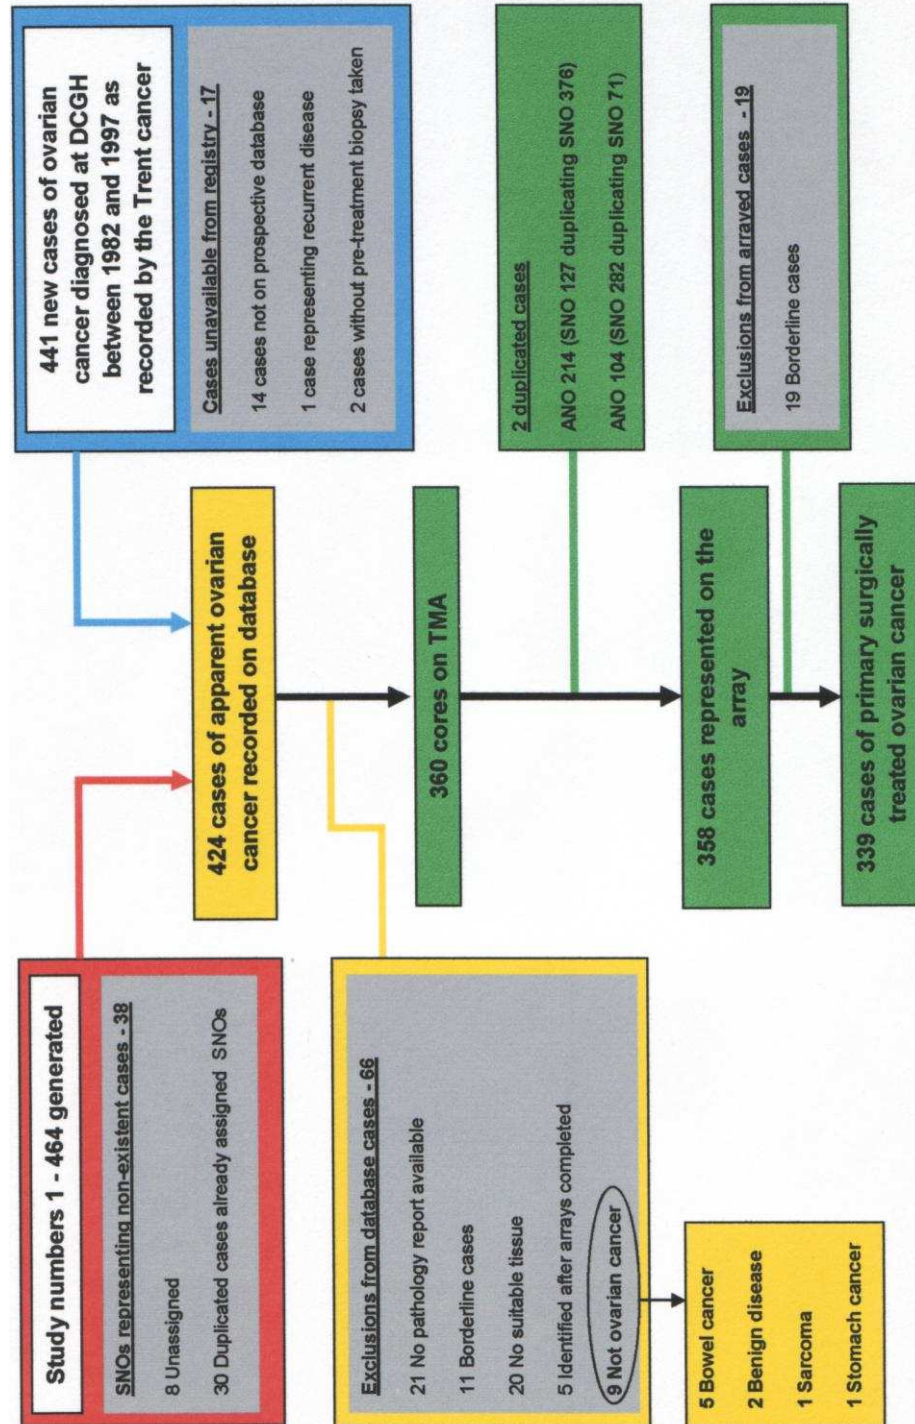 Study numbers 1 - 464 generated
SNOs representing non-existent cases - 38
8 Unassigned
30 Duplicated cases already assigned SNOs
441 new cases of ovarian
cancer diagnosed at DCGH
between 1982 and 1997 as
recorded by the Trent cancer
Cases unavailable from registry - 17
14 cases not on prospective database
1 case representing recurrent disease
2 cases without pre-treatment biopsy taken
424 cases of apparent ovarian
cancer recorded on database
Exclusions from database cases - 66
21 No pathology report available
11 Borderline cases
20 No suitable tissue
5 Identified after arrays completed
9 Not ovarian cancer
5 Bowel cancer
2 Benign disease
1 Sarcoma
1 Stomach cancer
360 cores on TMA
2 duplicated cases
ANO 214 (SNO 127 duplicating SNO 376)
ANO 104 (SNO 282 duplicating SNO 71)
358 cases represented on the
array
Exclusions from arrayed cases - 19
19 Borderline cases
339 cases of primary surgically
treated ovarian cancer